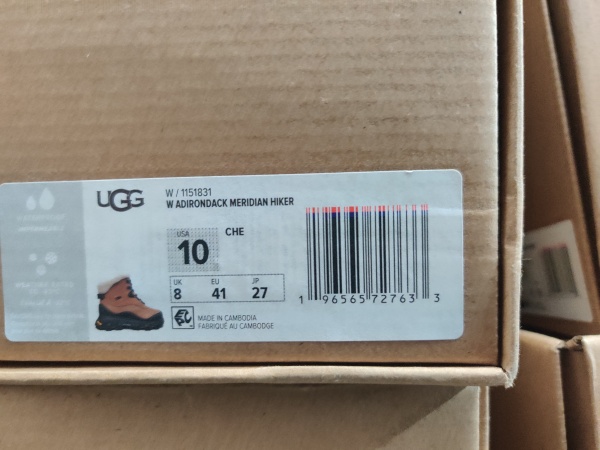 UGG
W / 1151831
W ADIRONDACK MERIDIAN HIKER
USA
10
CHE
UK EU JP
8 41 27
MADE IN CAMBODIA
FABRIQUÉ AU CAMBODGE
1 96565 72763 3